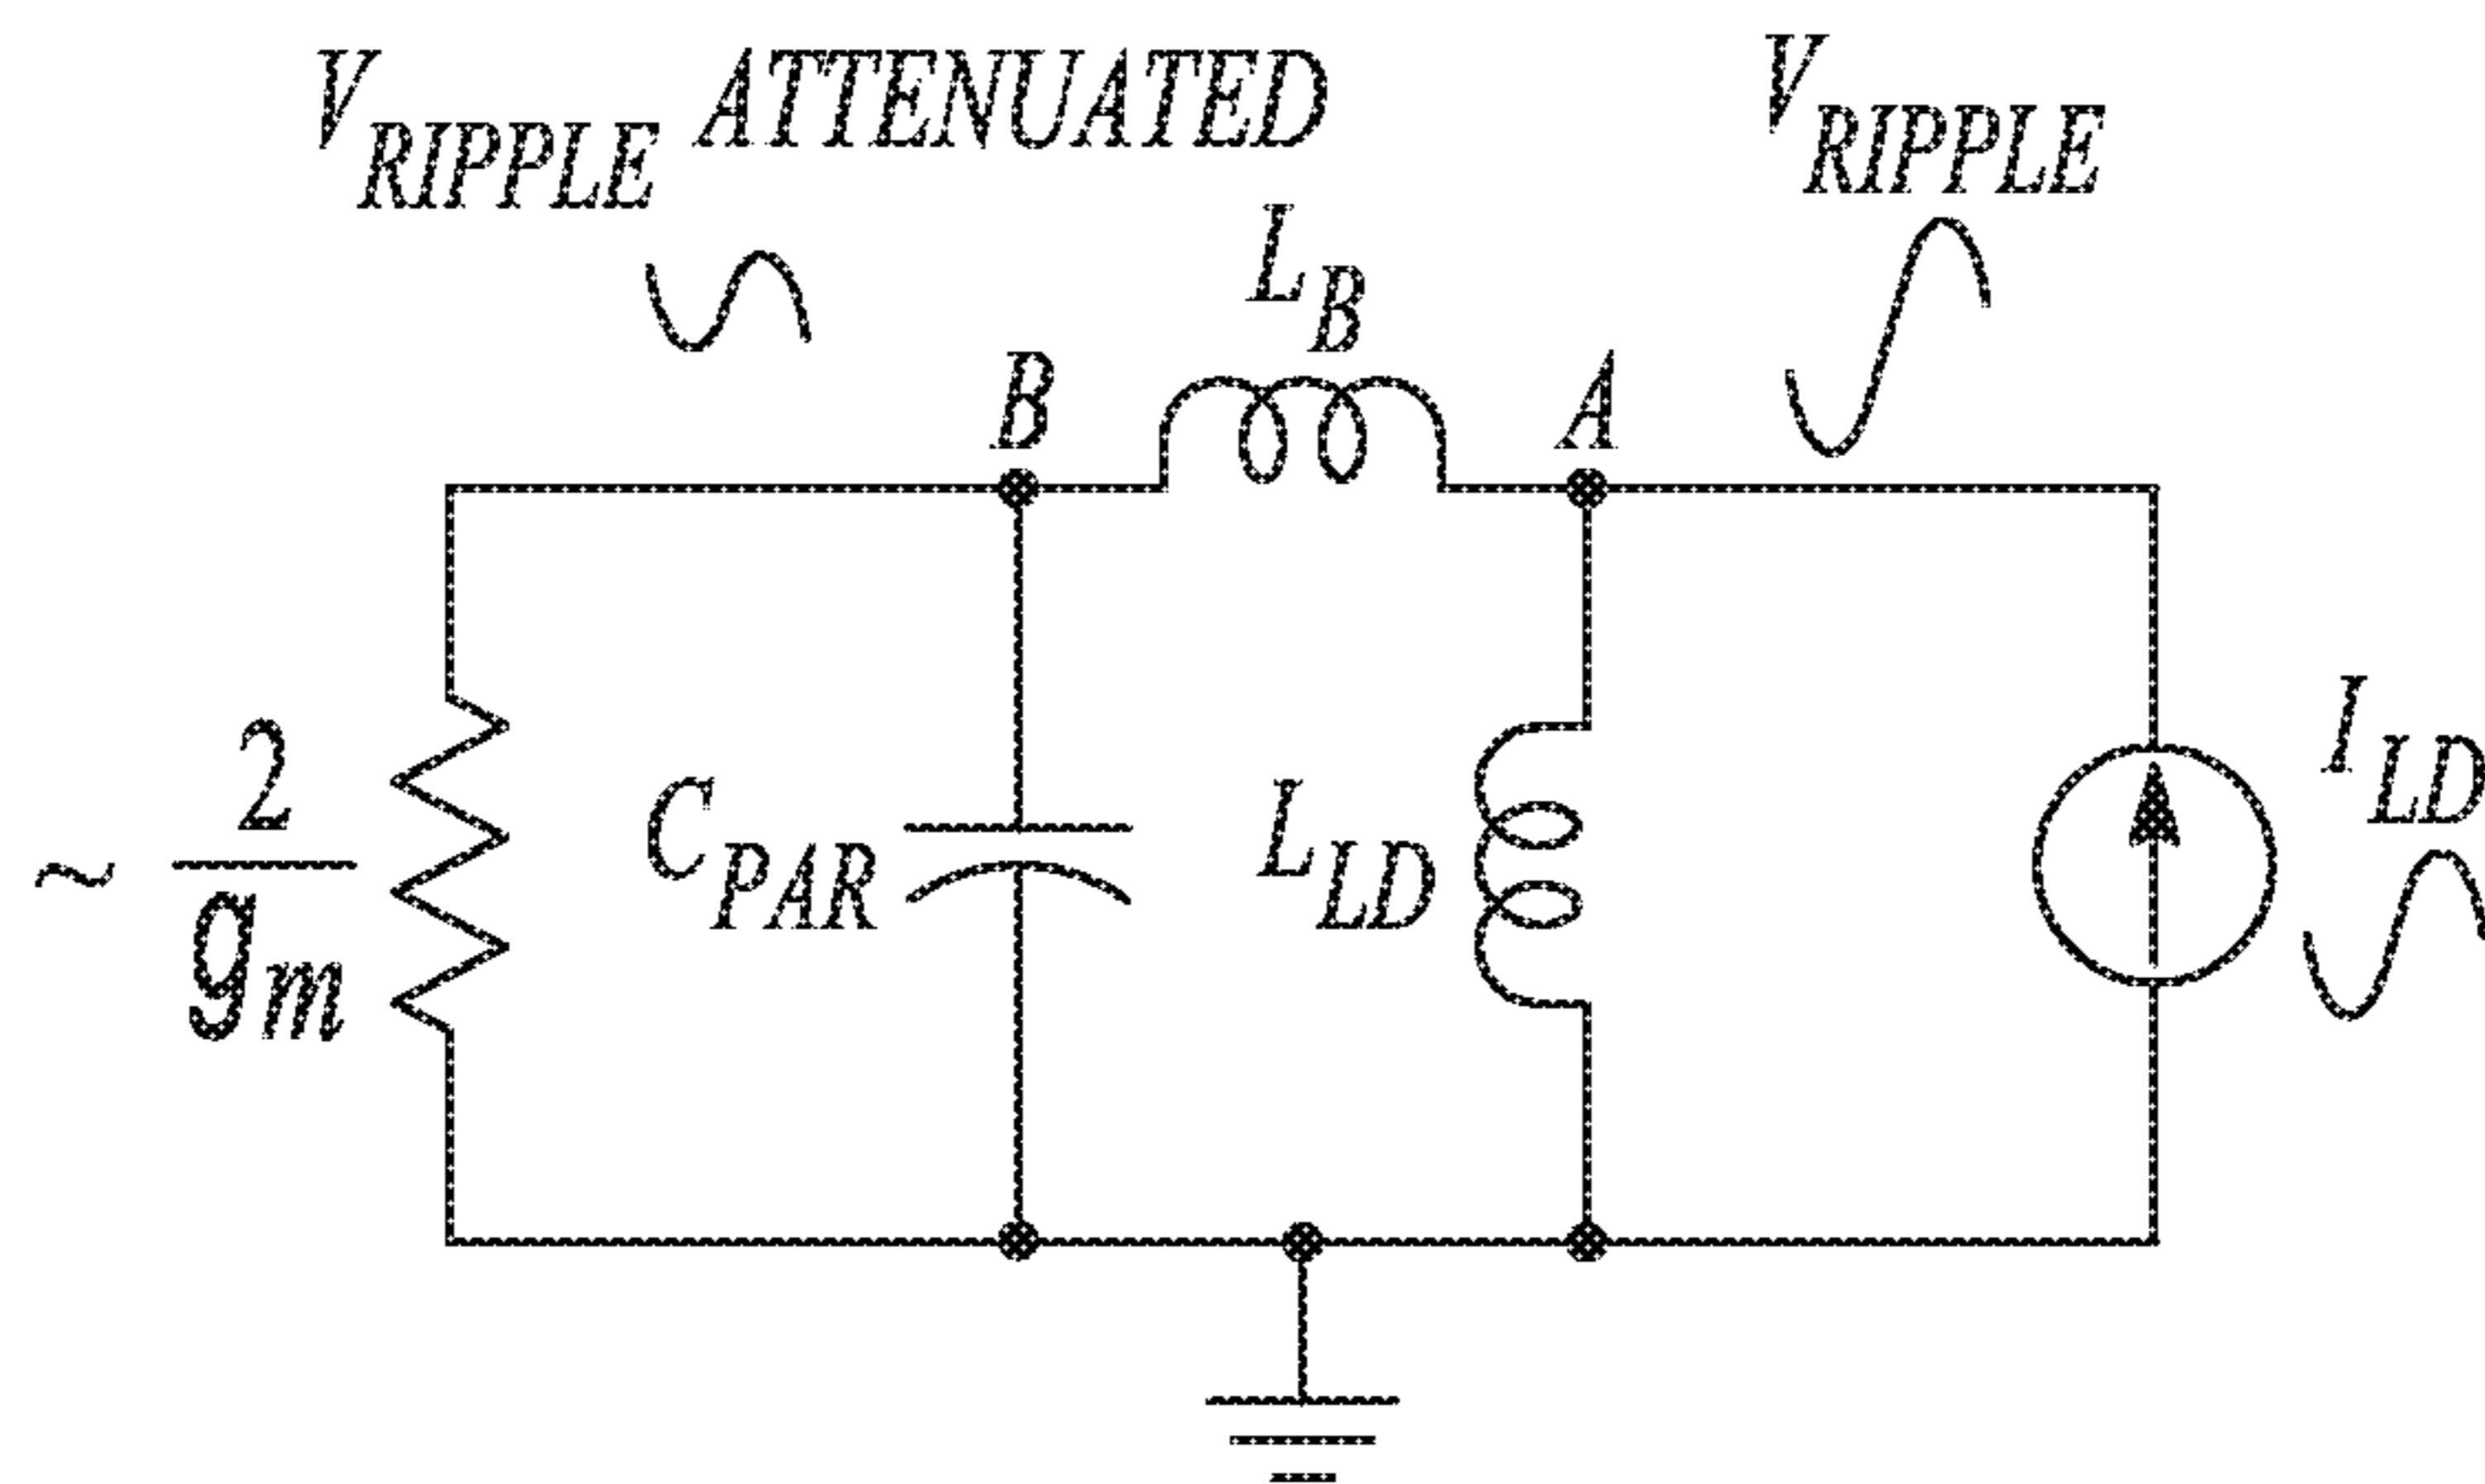 V_RIPPLE ATTENUATED
V_RIPPLE
L_B
B
A
~ 2/g_m
C_PAR
L_LD
I_LD